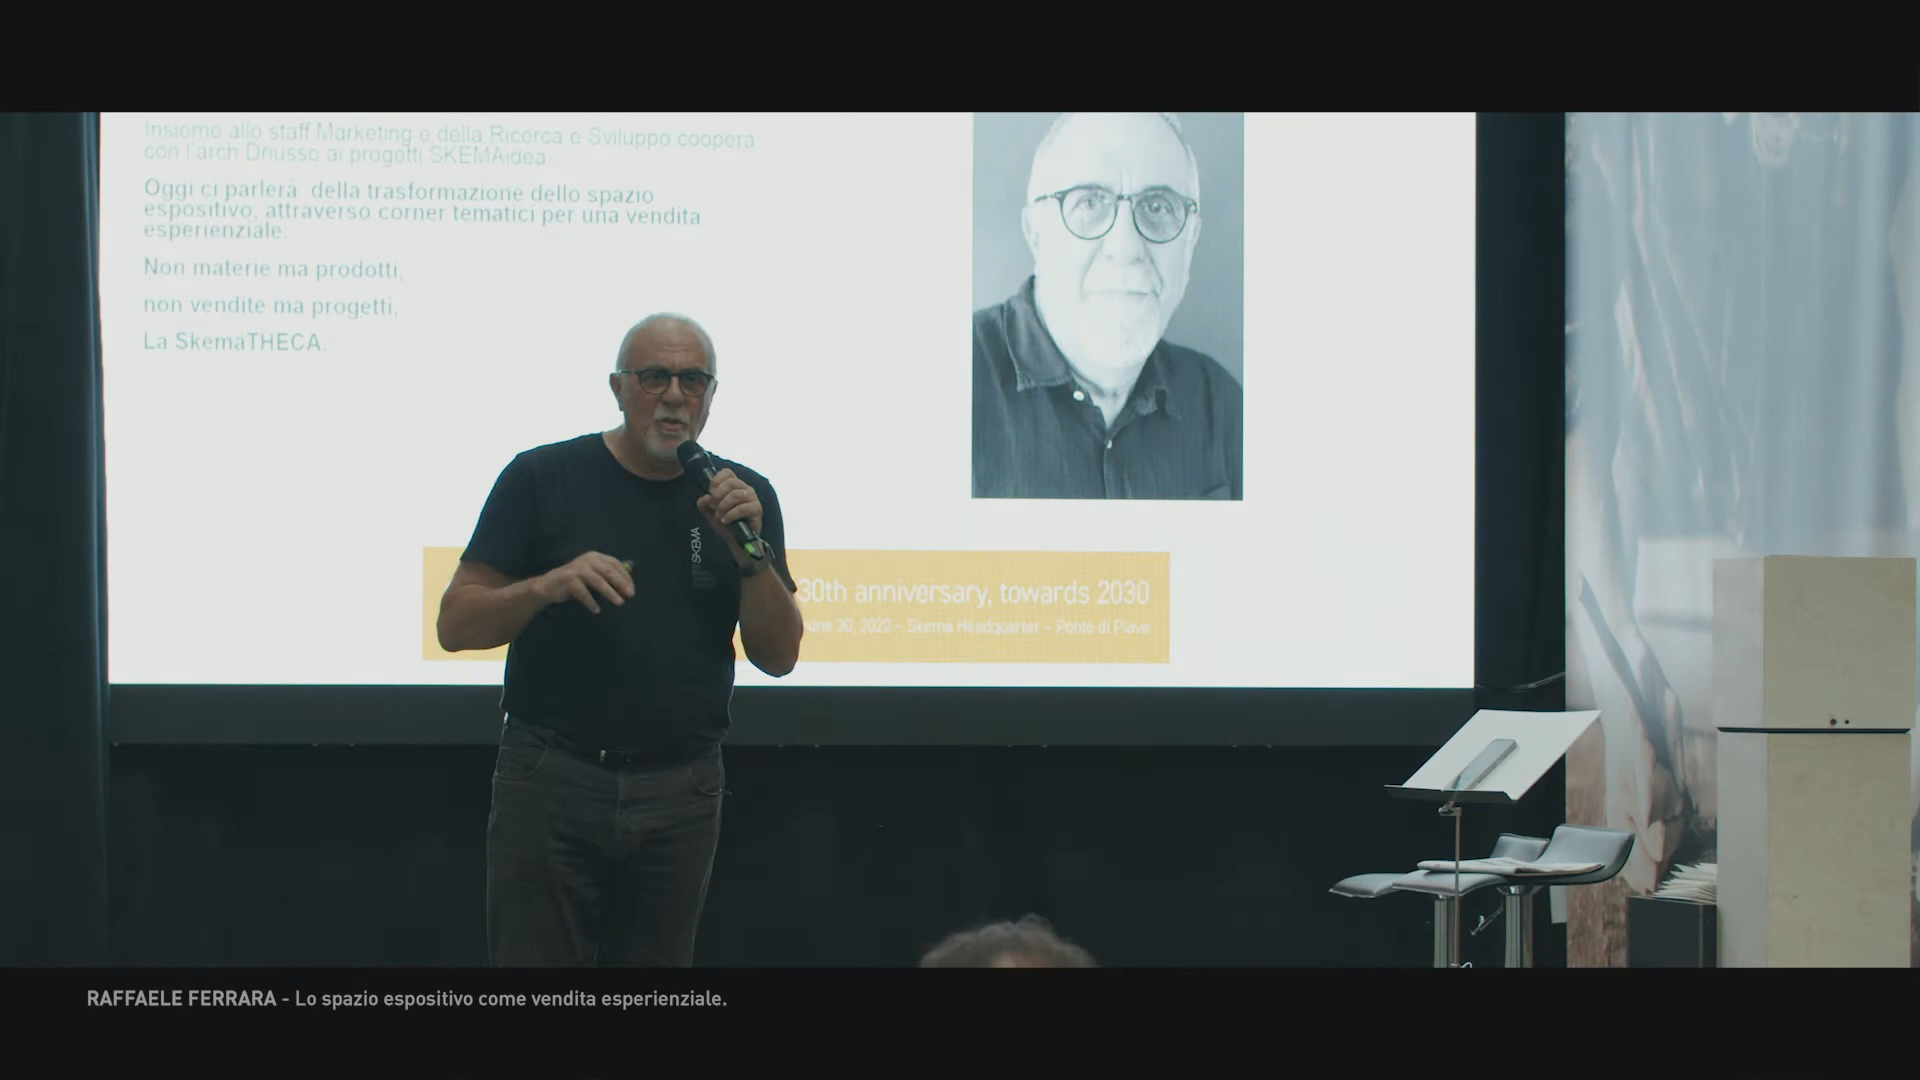 Insieme allo staff Marketing e della Ricerca e Sviluppo coopera
con l'arch Driusso ai progetti SKEMAidea
Oggi ci parlerà della trasformazione dello spazio
espositivo, attraverso corner tematici per una vendita
esperienziale.
Non materie ma prodotti,
non vendite ma progetti,
La SkemaTHECA.
SKEMA
30th anniversary, towards 2030
June 30, 2022 – Skema Headquarter - Ponte di Piave
RAFFAELE FERRARA - Lo spazio espositivo come vendita esperienziale.